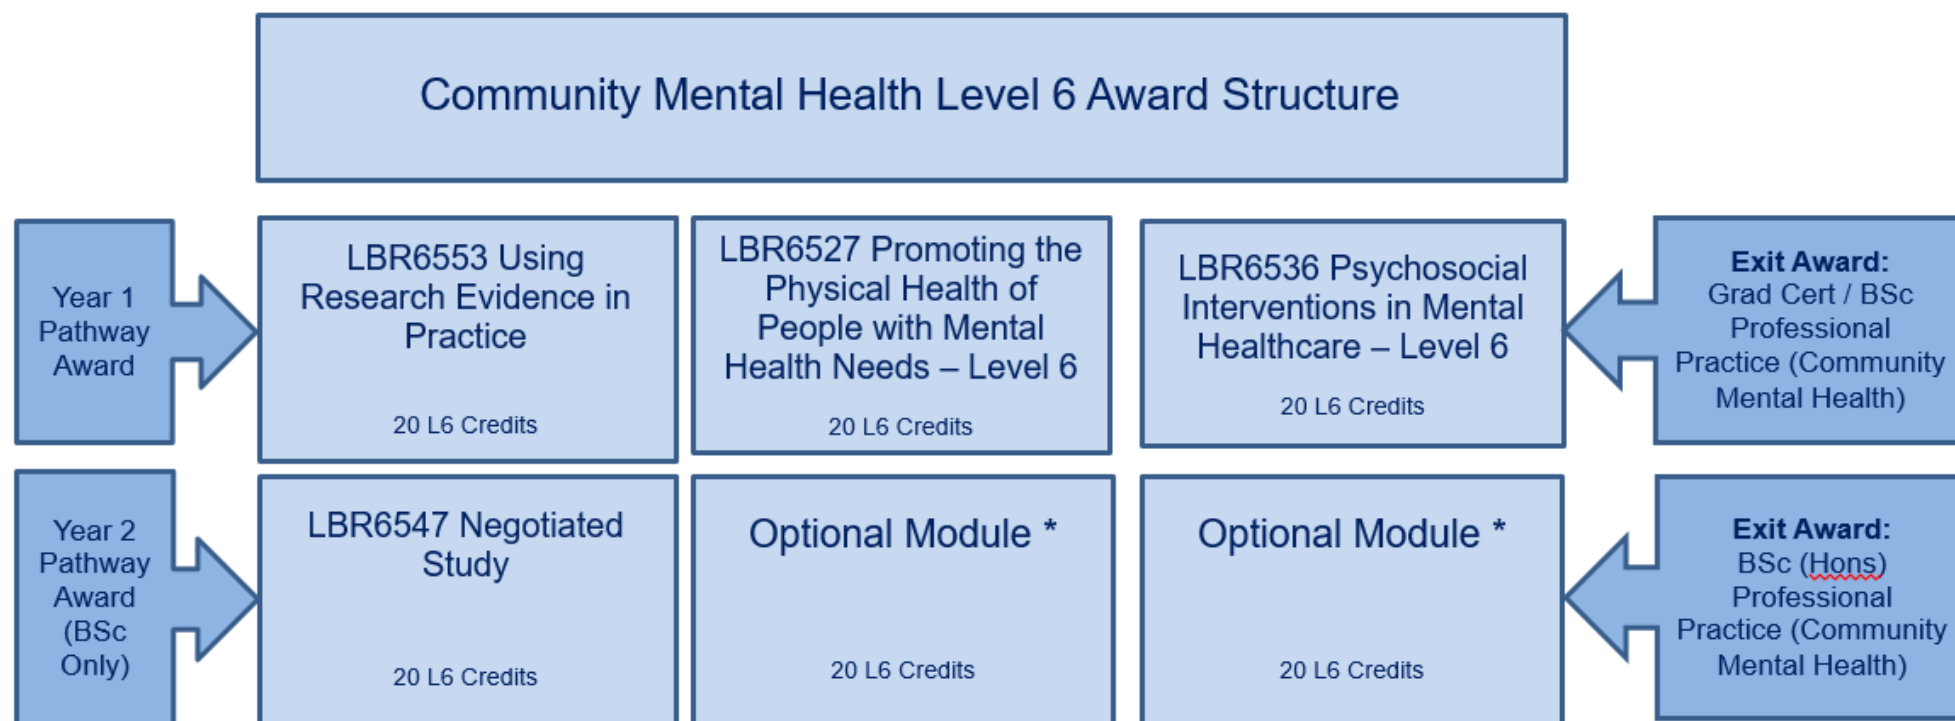 Community Mental Health Level 6 Award Structure
Year 1
Pathway
Award
LBR6553 Using
Research Evidence in
Practice
20 L6 Credits
LBR6527 Promoting the
Physical Health of
People with Mental
Health Needs – Level 6
20 L6 Credits
LBR6536 Psychosocial
Interventions in Mental
Healthcare – Level 6
20 L6 Credits
Exit Award:
Grad Cert / BSc
Professional
Practice (Community
Mental Health)
Year 2
Pathway
Award
(BSc
Only)
LBR6547 Negotiated
Study
20 L6 Credits
Optional Module *
20 L6 Credits
Optional Module *
20 L6 Credits
Exit Award:
BSc (Hons)
Professional
Practice (Community
Mental Health)